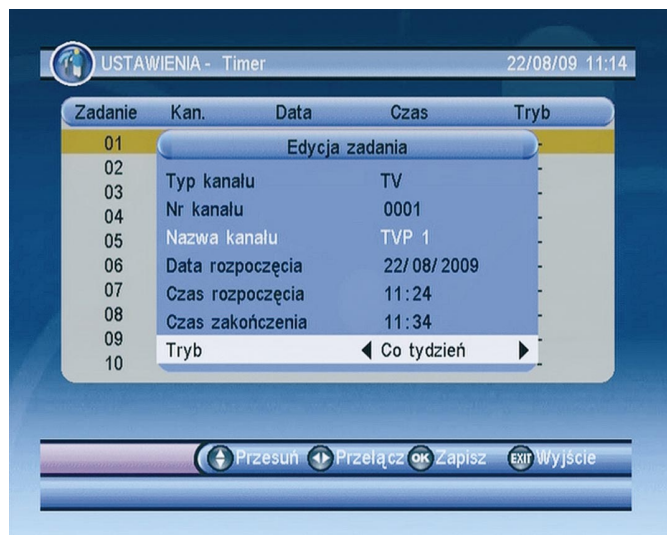 USTAWIENIA - Timer 22/08/09 11:14
Zadanie Kan. Data Czas Tryb
01 -
Edycja zadania
02 -
Typ kanału TV
03 -
Nr kanału 0001
04 -
Nazwa kanału TVP 1
05 -
Data rozpoczęcia 22/08/2009
06 -
Czas rozpoczęcia 11:24
07 -
Czas zakończenia 11:34
08 -
09 -
Tryb Co tydzień
10 -
Przesuń Przełącz OK Zapisz EXIT Wyjście